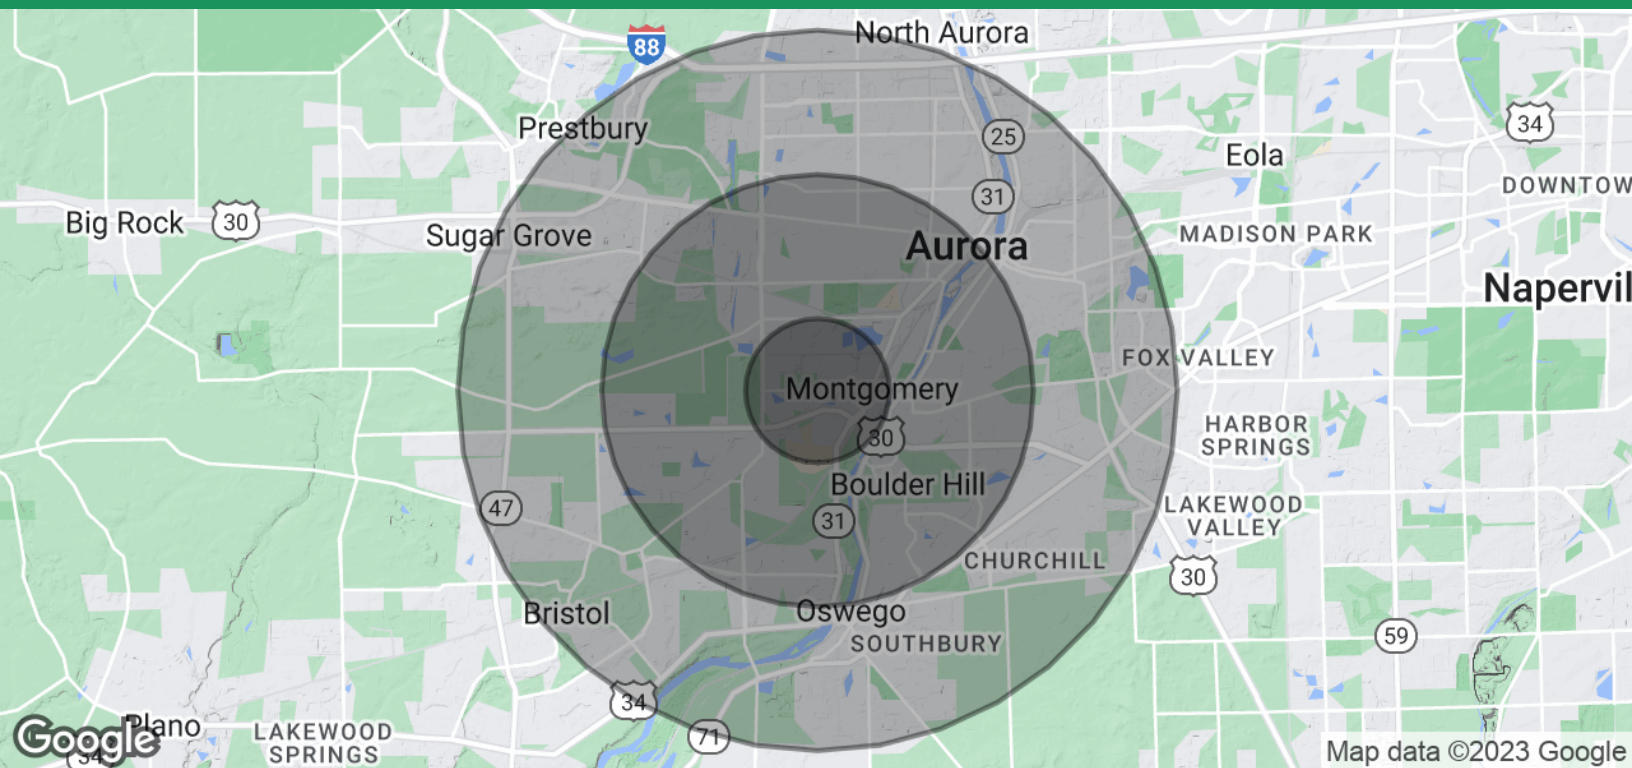 North Aurora
88
Prestbury
25
34
Eola
31
DOWNTOW
Big Rock
30
Sugar Grove
Aurora
MADISON PARK
Napervil
FOX VALLEY
Montgomery
30
HARBOR
SPRINGS
Boulder Hill
47
31
LAKEWOOD
VALLEY
CHURCHILL
30
Bristol
Oswego
SOUTHBURY
59
34
Plano
LAKEWOOD
SPRINGS
71
Google
34
Map data ©2023 Google